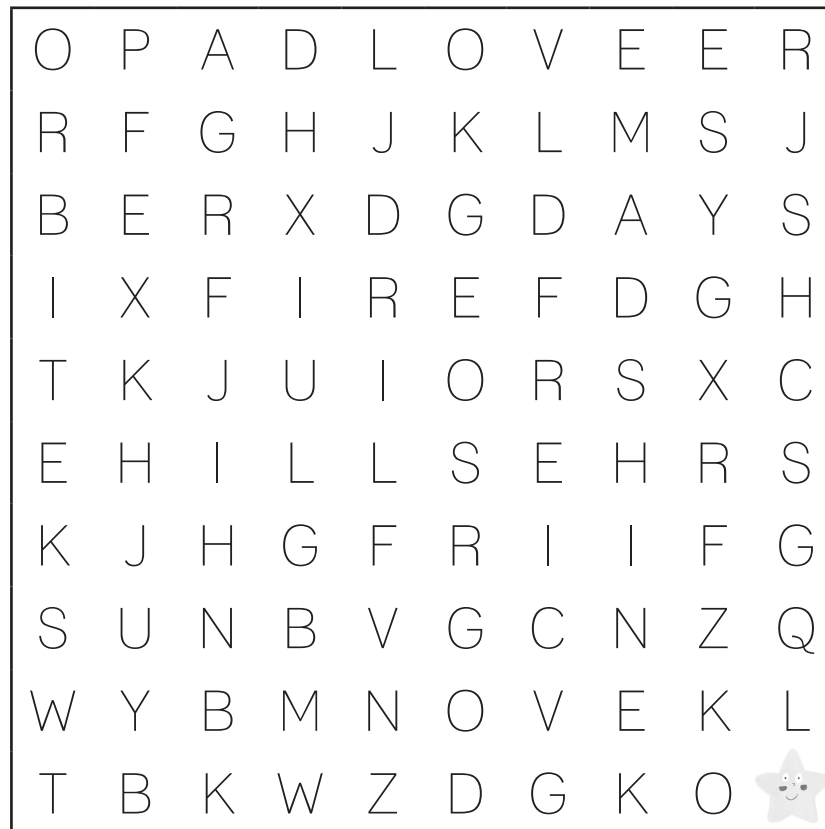 O P A D L O V E E R
R F G H J K L M S J
B E R X D G D A Y S
I X F I R E F D G H
T K J U I O R S X C
E H I L L S E H R S
K J H G F R I I F G
S U N B V G C N Z Q
W Y B M N O V E K L
T B K W Z D G K O